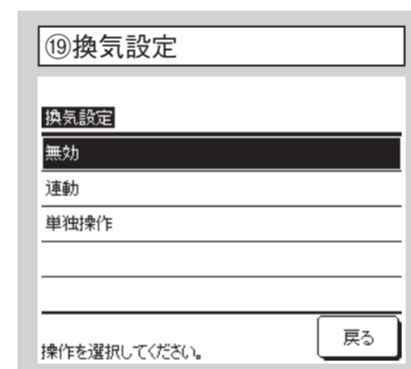 ⑲換気設定
換気設定
無効
連動
単独操作
操作を選択してください。
戻る